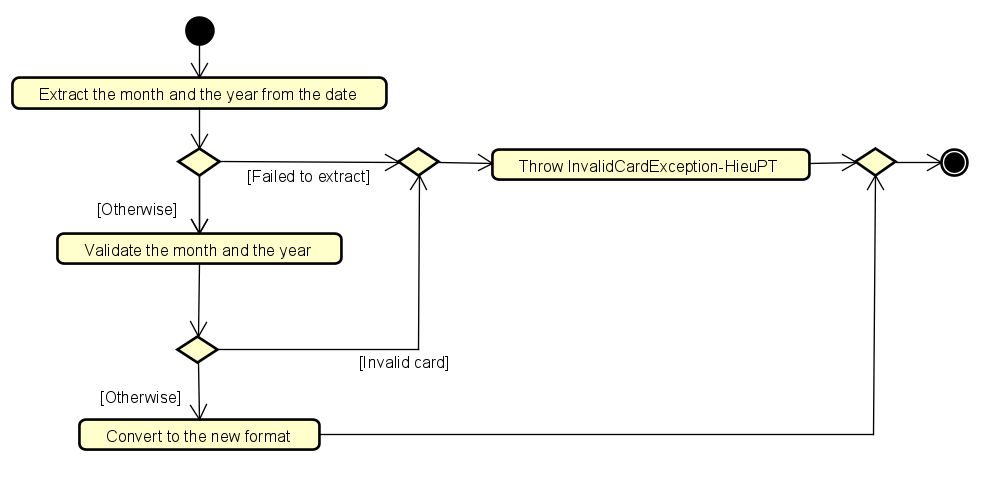 Extract the month and the year from the date
[Failed to extract]
Throw InvalidCardException-HieuPT
[Otherwise]
Validate the month and the year
[Invalid card]
[Otherwise]
Convert to the new format